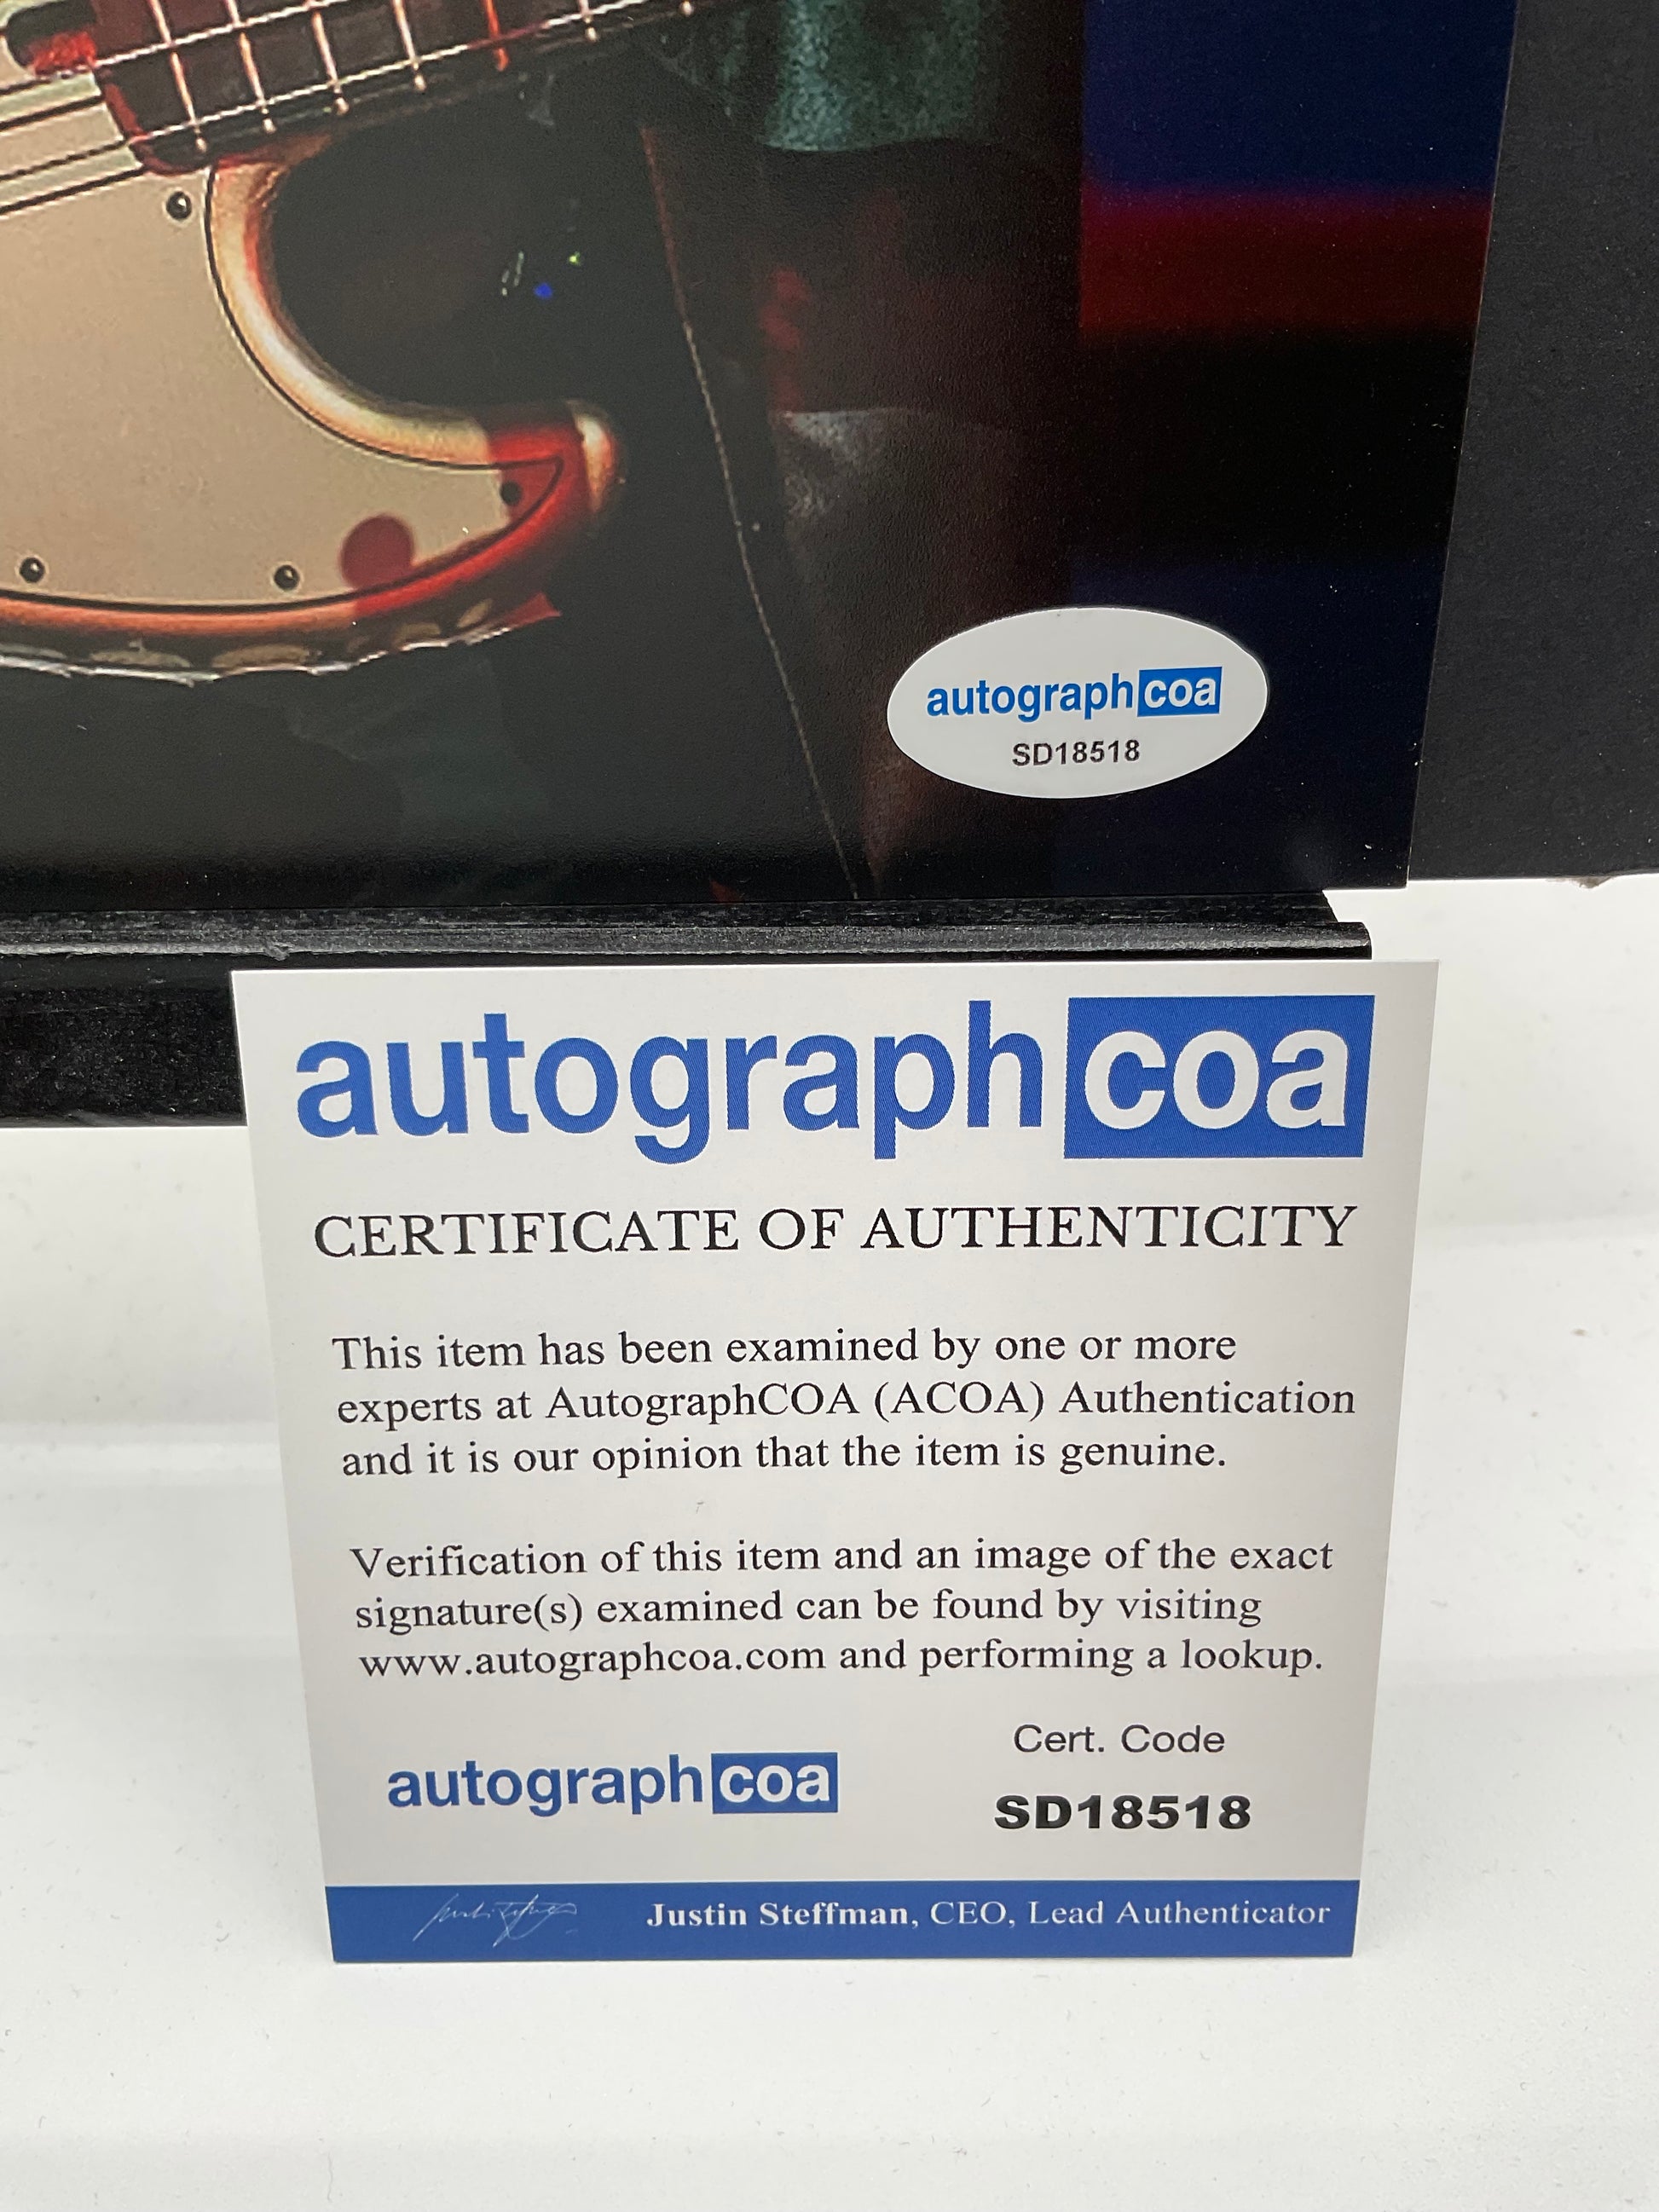 autographcoa
SD18518
autographcoa
CERTIFICATE OF AUTHENTICITY
This item has been examined by one or more
experts at AutographCOA (ACOA) Authentication
and it is our opinion that the item is genuine.
Verification of this item and an image of the exact
signature(s) examined can be found by visiting
www.autographcoa.com and performing a lookup.
Cert. Code
autographcoa
SD18518
Justin Steffman, CEO, Lead Authenticator